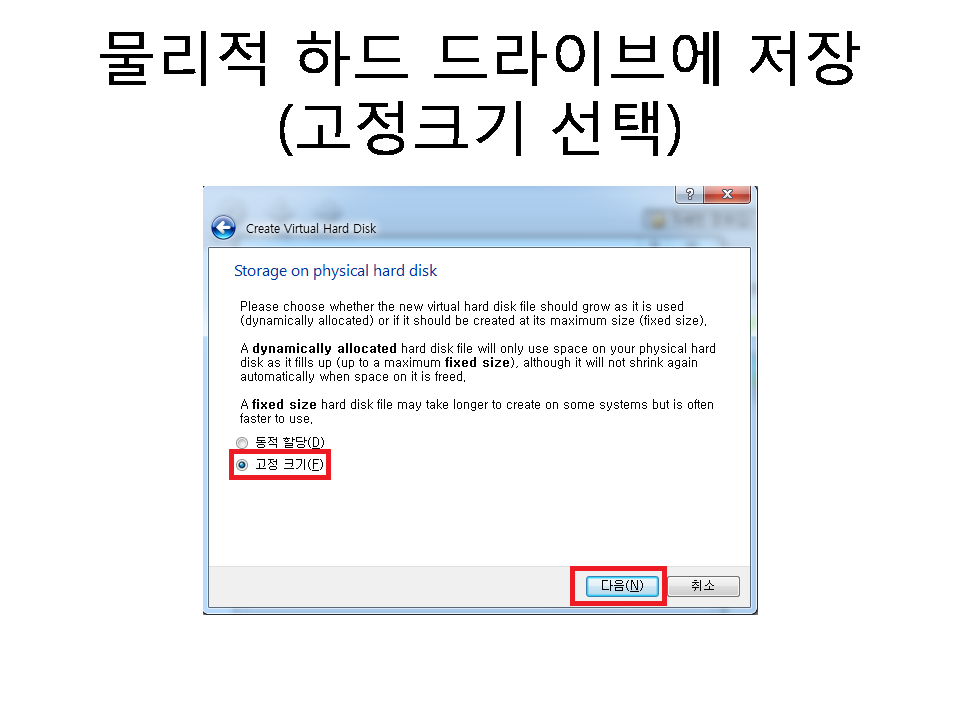 물리적 하드 드라이브에 저장
(고정크기 선택)
?
Create Virtual Hard Disk
Storage on physical hard disk
Please choose whether the new virtual hard disk file should grow as it is used
(dynamically allocated) or if it should be created at its maximum size (fixed size).
A dynamically allocated hard disk file will only use space on your physical hard
disk as it fills up (up to a maximum fixed size), although it will not shrink again
automatically when space on it is freed.
A fixed size hard disk file may take longer to create on some systems but is often
faster to use.
동적 할당(D)
고정 크기(F)
다음(N) 취소